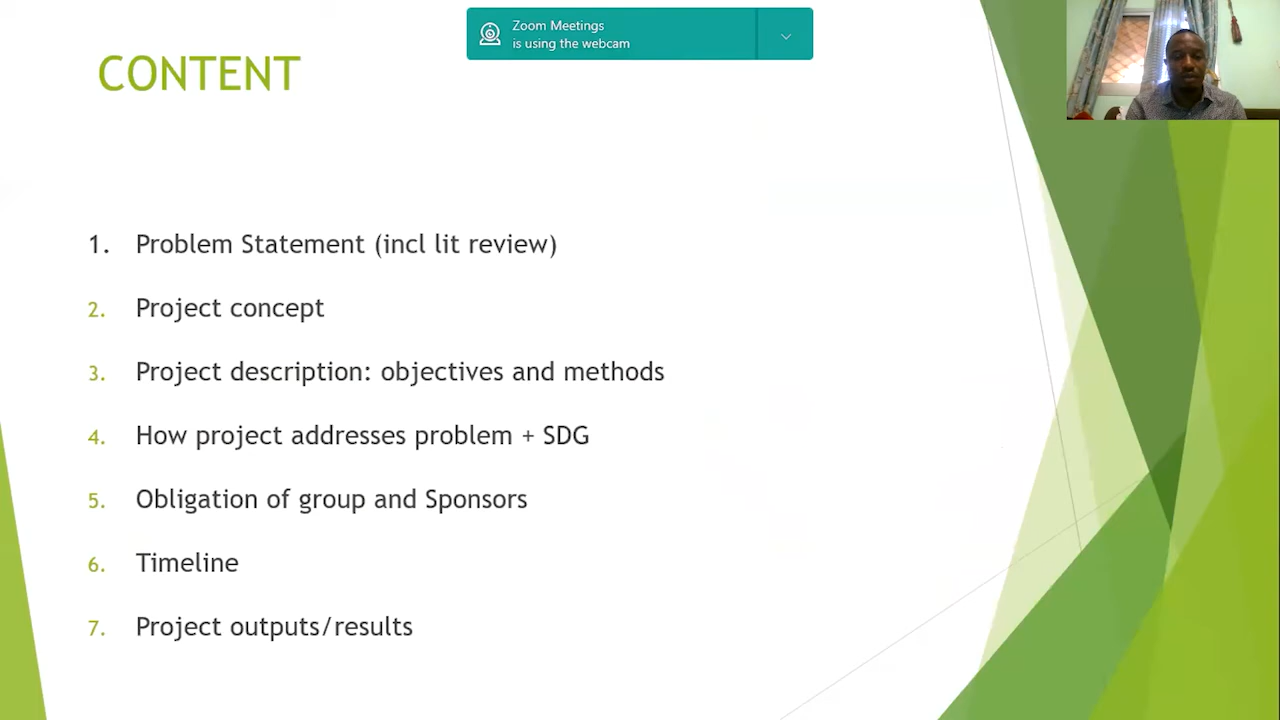 Zoom Meetings
is using the webcam
CONTENT
1. Problem Statement (incl lit review)
2. Project concept
3. Project description: objectives and methods
4. How project addresses problem + SDG
5. Obligation of group and Sponsors
6. Timeline
7. Project outputs/results